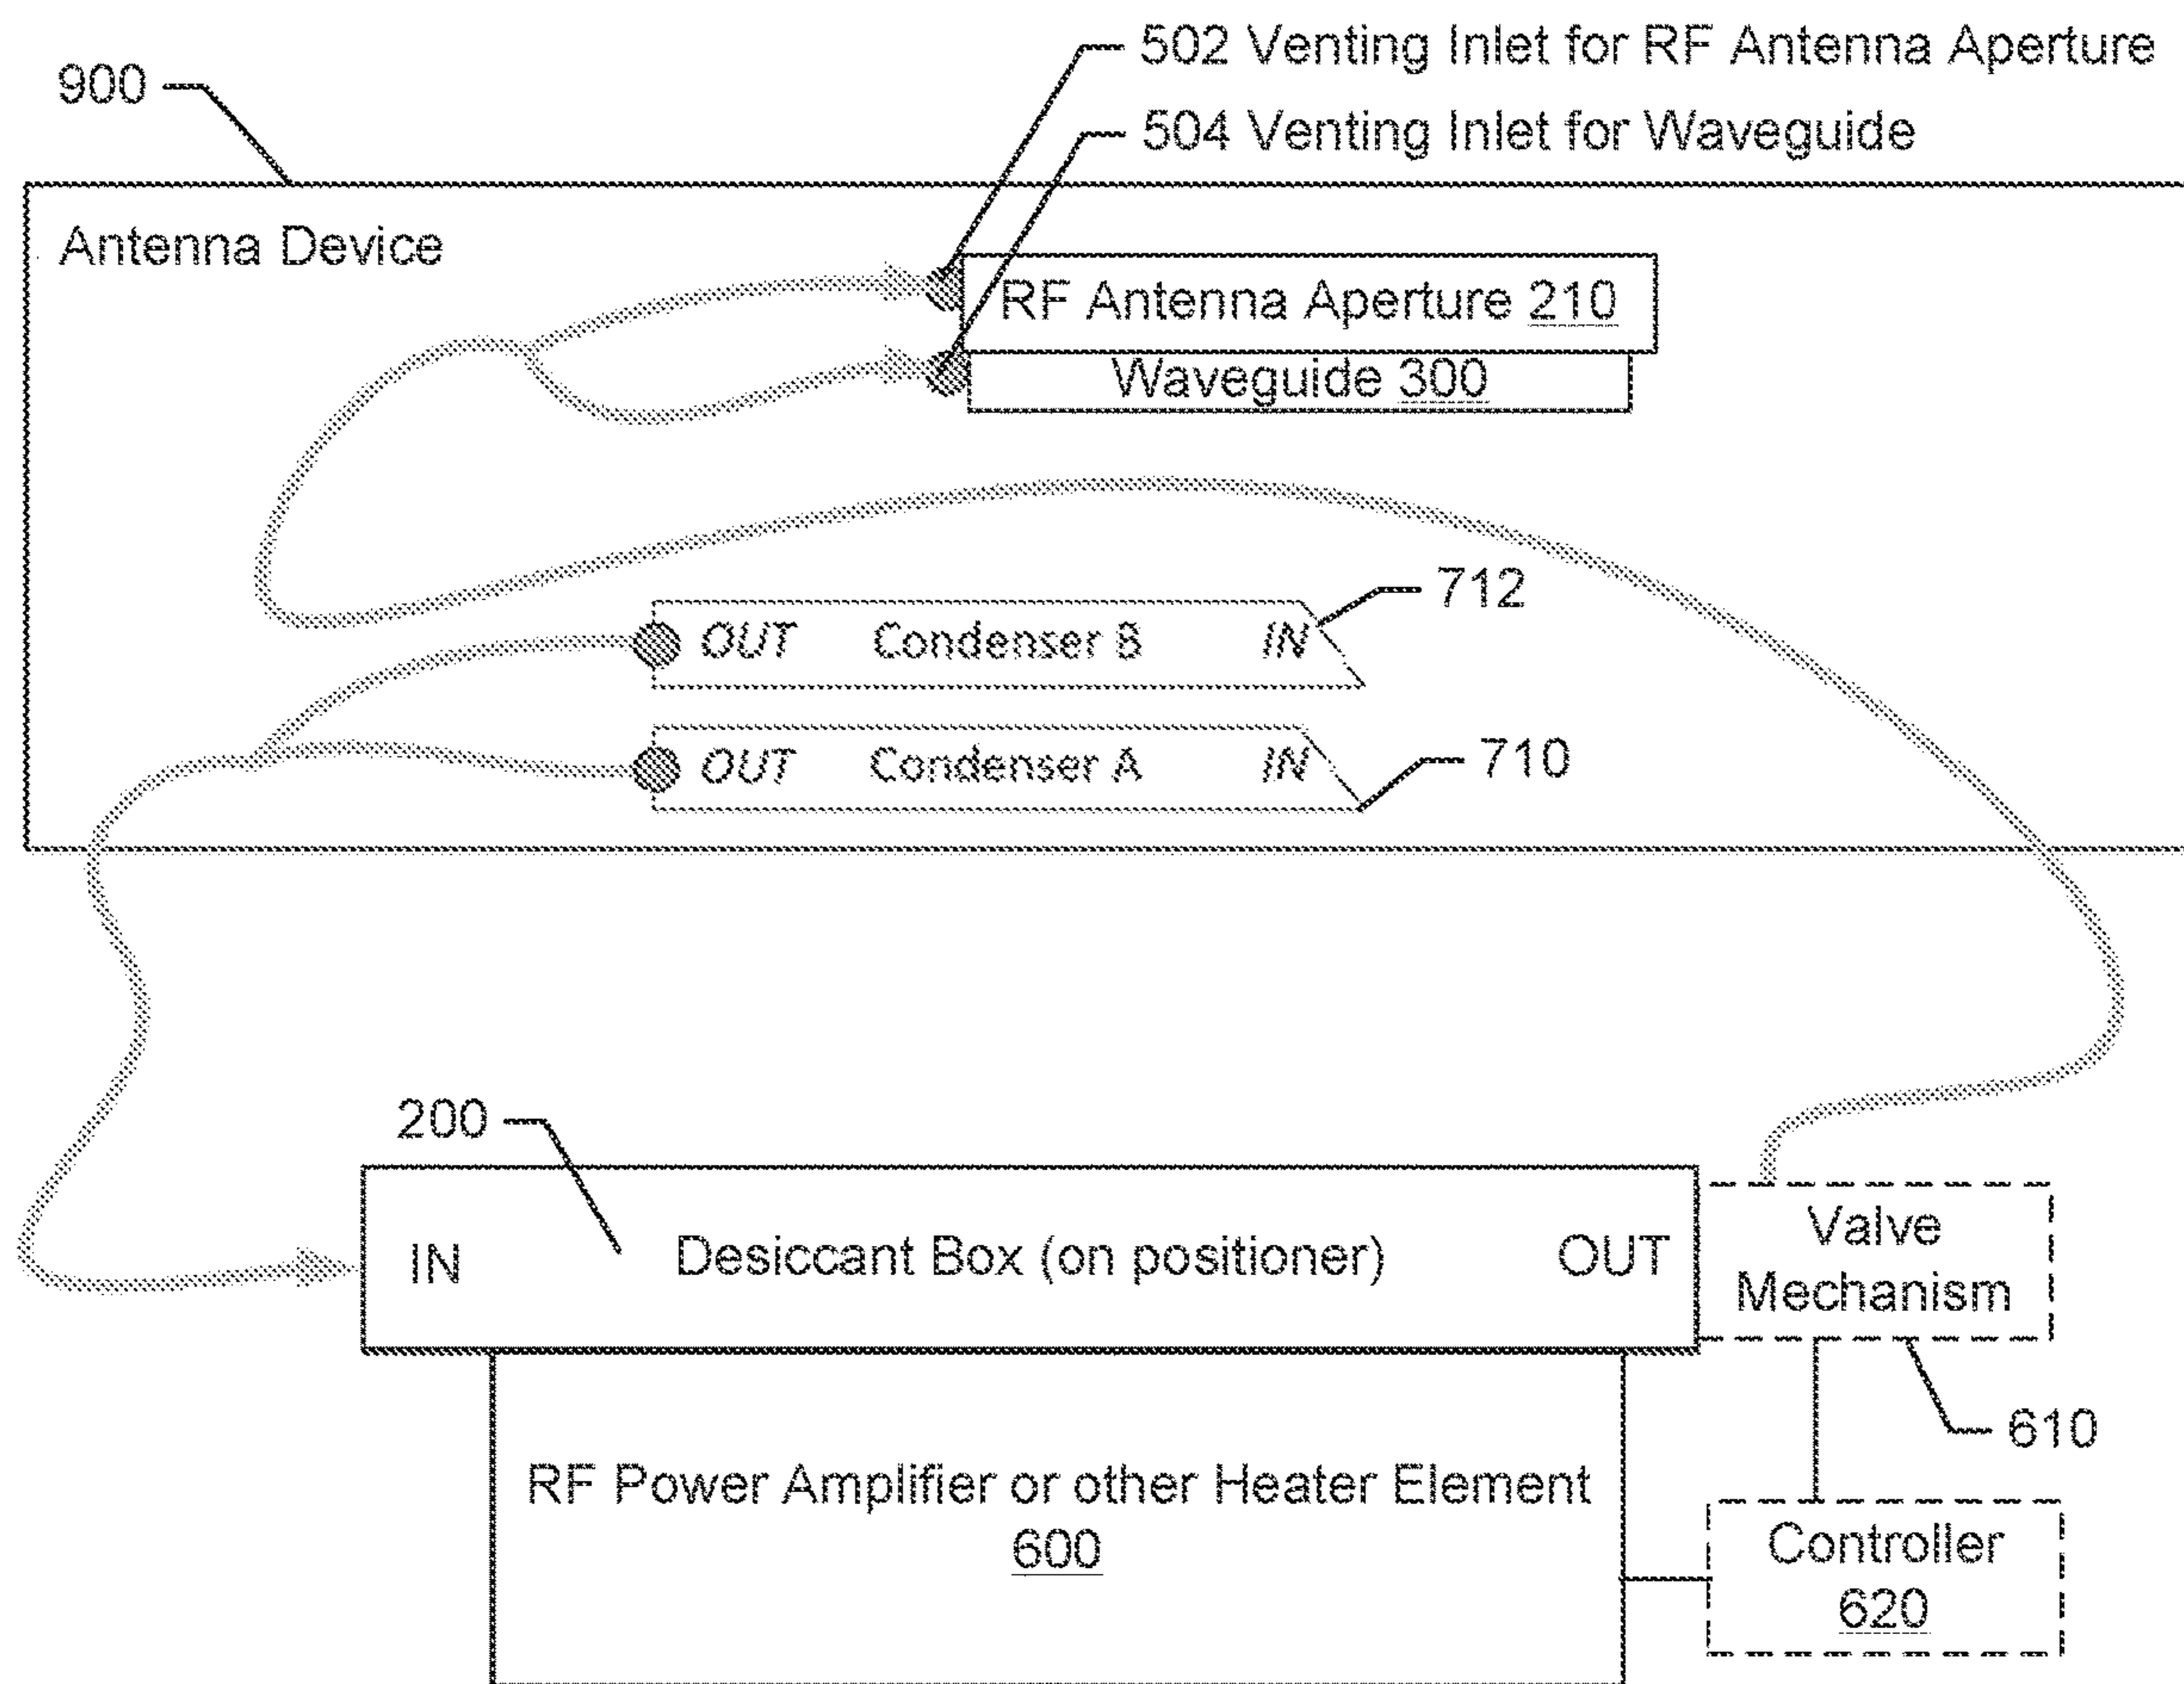 502 Venting Inlet for RF Antenna Aperture
900
504 Venting Inlet for Waveguide
Antenna Device
RF Antenna Aperture 210
Waveguide 300
712
OUT Condenser B IN
OUT Condenser A IN
710
200
IN Desiccant Box (on positioner) OUT
Valve
Mechanism
610
RF Power Amplifier or other Heater Element
600
Controller
620